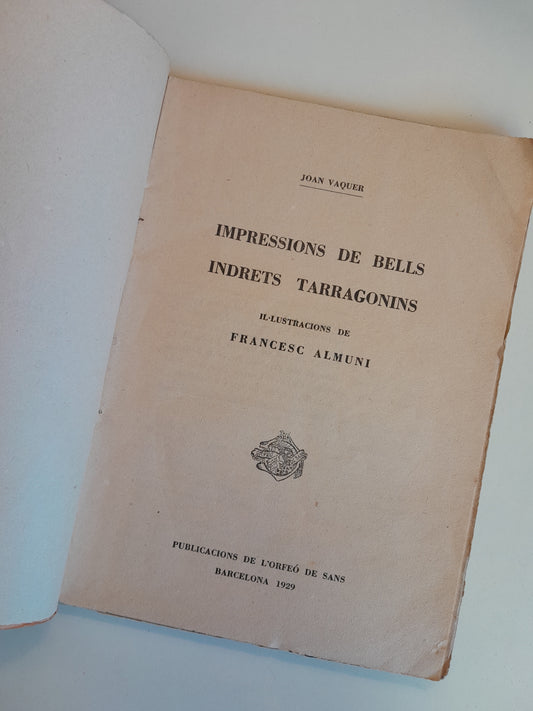 JOAN VAQUER
IMPRESSIONS DE BELLS
INDRETS TARRAGONINS
IL·LUSTRACIONS DE
FRANCESC ALMUNI
PUBLICACIONS DE L'ORFEÓ DE SANS
BARCELONA 1929